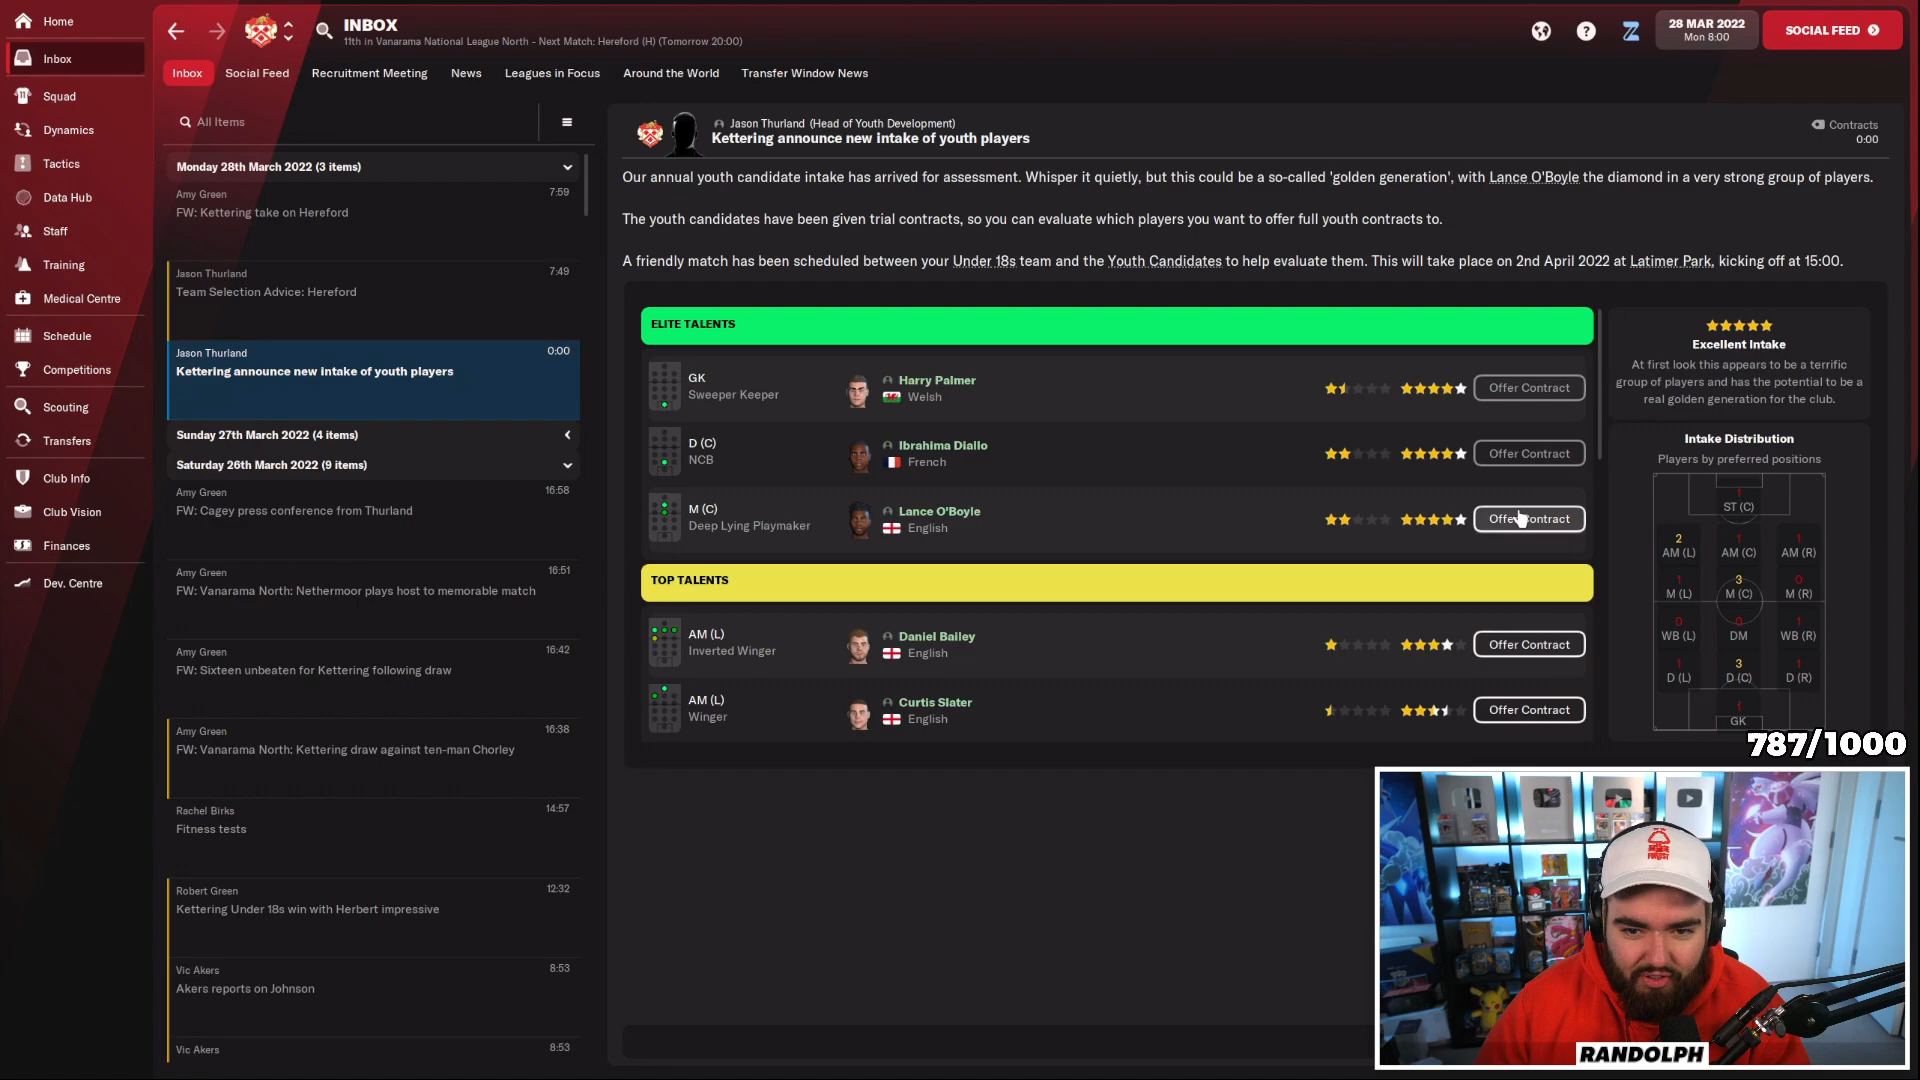 Home
Inbox
Squad
Dynamics
Tactics
Data Hub
Staff
Training
Medical Centre
Schedule
Competitions
Scouting
Transfers
Club Info
Club Vision
Finances
Dev. Centre
INBOX
11th in Vanarama National League North - Next Match: Hereford (H) (Tomorrow 20:00)
28 MAR 2022
Mon 8:00
SOCIAL FEED
Inbox Social Feed Recruitment Meeting News Leagues in Focus Around the World Transfer Window News
All Items
Monday 28th March 2022 (3 items)
Amy Green 7:59
FW: Kettering take on Hereford
Jason Thurland 7:49
Team Selection Advice: Hereford
Jason Thurland 0:00
Kettering announce new intake of youth players
Sunday 27th March 2022 (4 items)
Saturday 26th March 2022 (9 items)
Amy Green 16:58
FW: Cagey press conference from Thurland
Amy Green 16:51
FW: Vanarama North: Nethermoor plays host to memorable match
Amy Green 16:42
FW: Sixteen unbeaten for Kettering following draw
Amy Green 16:38
FW: Vanarama North: Kettering draw against ten-man Chorley
Rachel Birks 14:57
Fitness tests
Robert Green 12:32
Kettering Under 18s win with Herbert impressive
Vic Akers 8:53
Akers reports on Johnson
Vic Akers 8:53
Jason Thurland (Head of Youth Development)
Kettering announce new intake of youth players
Contracts
0:00
Our annual youth candidate intake has arrived for assessment. Whisper it quietly, but this could be a so-called 'golden generation', with Lance O'Boyle the diamond in a very strong group of players.
The youth candidates have been given trial contracts, so you can evaluate which players you want to offer full youth contracts to.
A friendly match has been scheduled between your Under 18s team and the Youth Candidates to help evaluate them. This will take place on 2nd April 2022 at Latimer Park, kicking off at 15:00.
ELITE TALENTS
GK
Sweeper Keeper
Harry Palmer
Welsh
Offer Contract
D (C)
NCB
Ibrahima Diallo
French
Offer Contract
M (C)
Deep Lying Playmaker
Lance O'Boyle
English
Offer Contract
TOP TALENTS
AM (L)
Inverted Winger
Daniel Bailey
English
Offer Contract
AM (L)
Winger
Curtis Slater
English
Offer Contract
Excellent Intake
At first look this appears to be a terrific
group of players and has the potential to be a
real golden generation for the club.
Intake Distribution
Players by preferred positions
1
ST (C)
2 1 1
AM (L) AM (C) AM (R)
1 3 0
M (L) M (C) M (R)
0 0 1
WB (L) DM WB (R)
1 3 1
D (L) D (C) D (R)
1
GK
787/1000
RANDOLPH